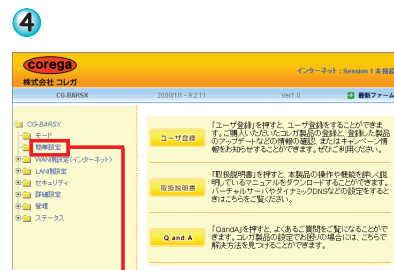 4
corega
株式会社 コレガ
インターネット : Session 1 未接続
CG-BARSX
2000/1/1 - 9:2:11
Ver1.0
最新ファーム
CG-BARSX
モード
簡単設定
WAN側設定(インターネット)
LAN側設定
セキュリティ
詳細設定
管理
ステータス
ユーザ登録
「ユーザ登録」を押すと、ユーザ登録をすることができま
す。ご購入いただいたコレガ製品の登録と、登録した製品
のアップデートなどの情報の確認、またはキャンペーン情
報をお知らせすることができます。ぜひご利用ください。
取扱説明書
「取扱説明書」を押すと、本製品の操作や機能を詳しく説
明しているマニュアルをダウンロードすることができます。
バーチャルサーバやダイナミックDNSなどの設定をすると
きはこちらをご覧ください。
Q and A
「QandA」を押すと、よくあるご質問をご覧になることがで
きます。コレガ製品の設定でお困りの場合には、こちらで
解決方法を見つけることができます。